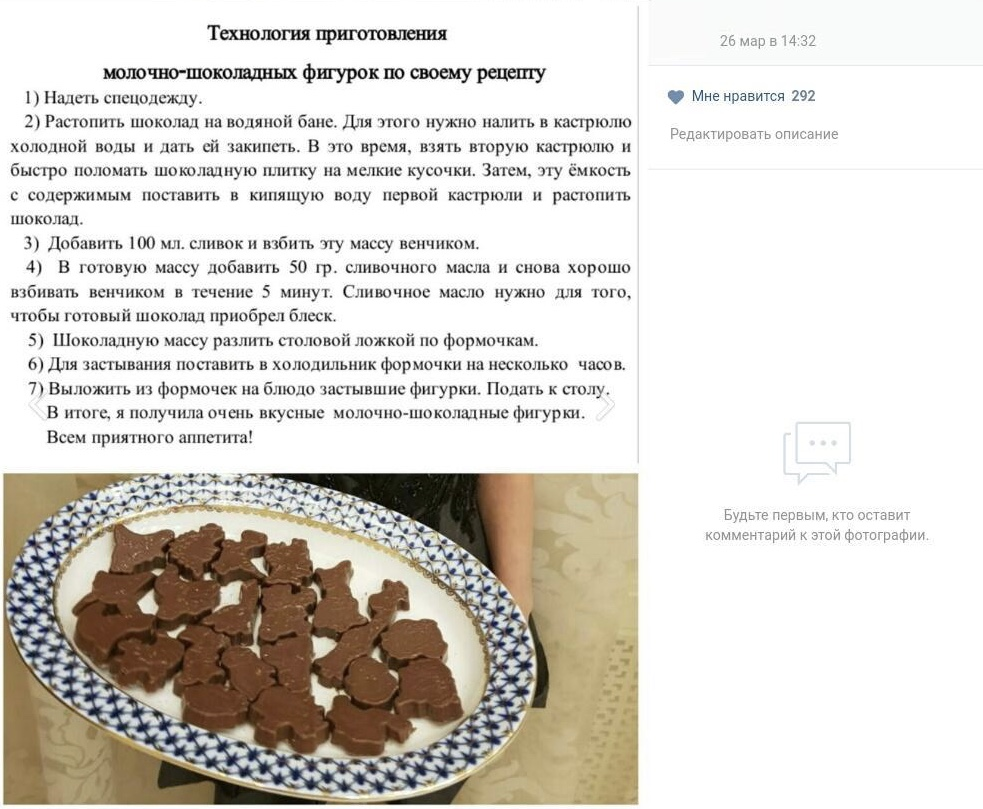 Технология приготовления
молочно-шоколадных фигурок по своему рецепту
1) Надеть спецодежду.
2) Растопить шоколад на водяной бане. Для этого нужно налить в кастрюлю
холодной воды и дать ей закипеть. В это время, взять вторую кастрюлю и
быстро поломать шоколадную плитку на мелкие кусочки. Затем, эту ёмкость
с содержимым поставить в кипящую воду первой кастрюли и растопить
шоколад.
3) Добавить 100 мл. сливок и взбить эту массу венчиком.
4) В готовую массу добавить 50 гр. сливочного масла и снова хорошо
взбивать венчиком в течение 5 минут. Сливочное масло нужно для того,
чтобы готовый шоколад приобрел блеск.
5) Шоколадную массу разлить столовой ложкой по формочкам.
6) Для застывания поставить в холодильник формочки на несколько часов.
7) Выложить из формочек на блюдо застывшие фигурки. Подать к столу.
В итоге, я получила очень вкусные молочно-шоколадные фигурки.
Всем приятного аппетита!
26 мар в 14:32
Мне нравится 292
Редактировать описание
Будьте первым, кто оставит
комментарий к этой фотографии.